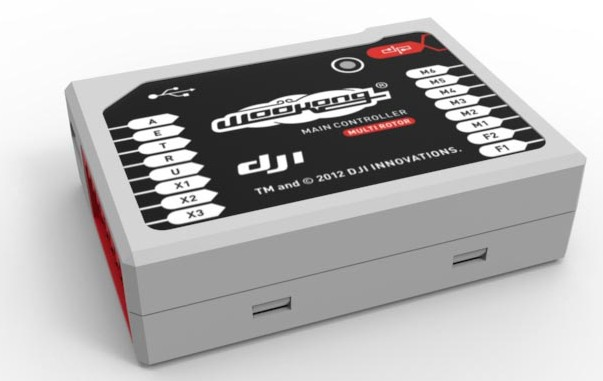 A
E
T
R
U
X1
X2
X3
WooKong®
MAIN CONTROLLER
MULTI ROTOR
dji
TM and © 2012 DJI INNOVATIONS.
M6
M5
M4
M3
M2
M1
F2
F1